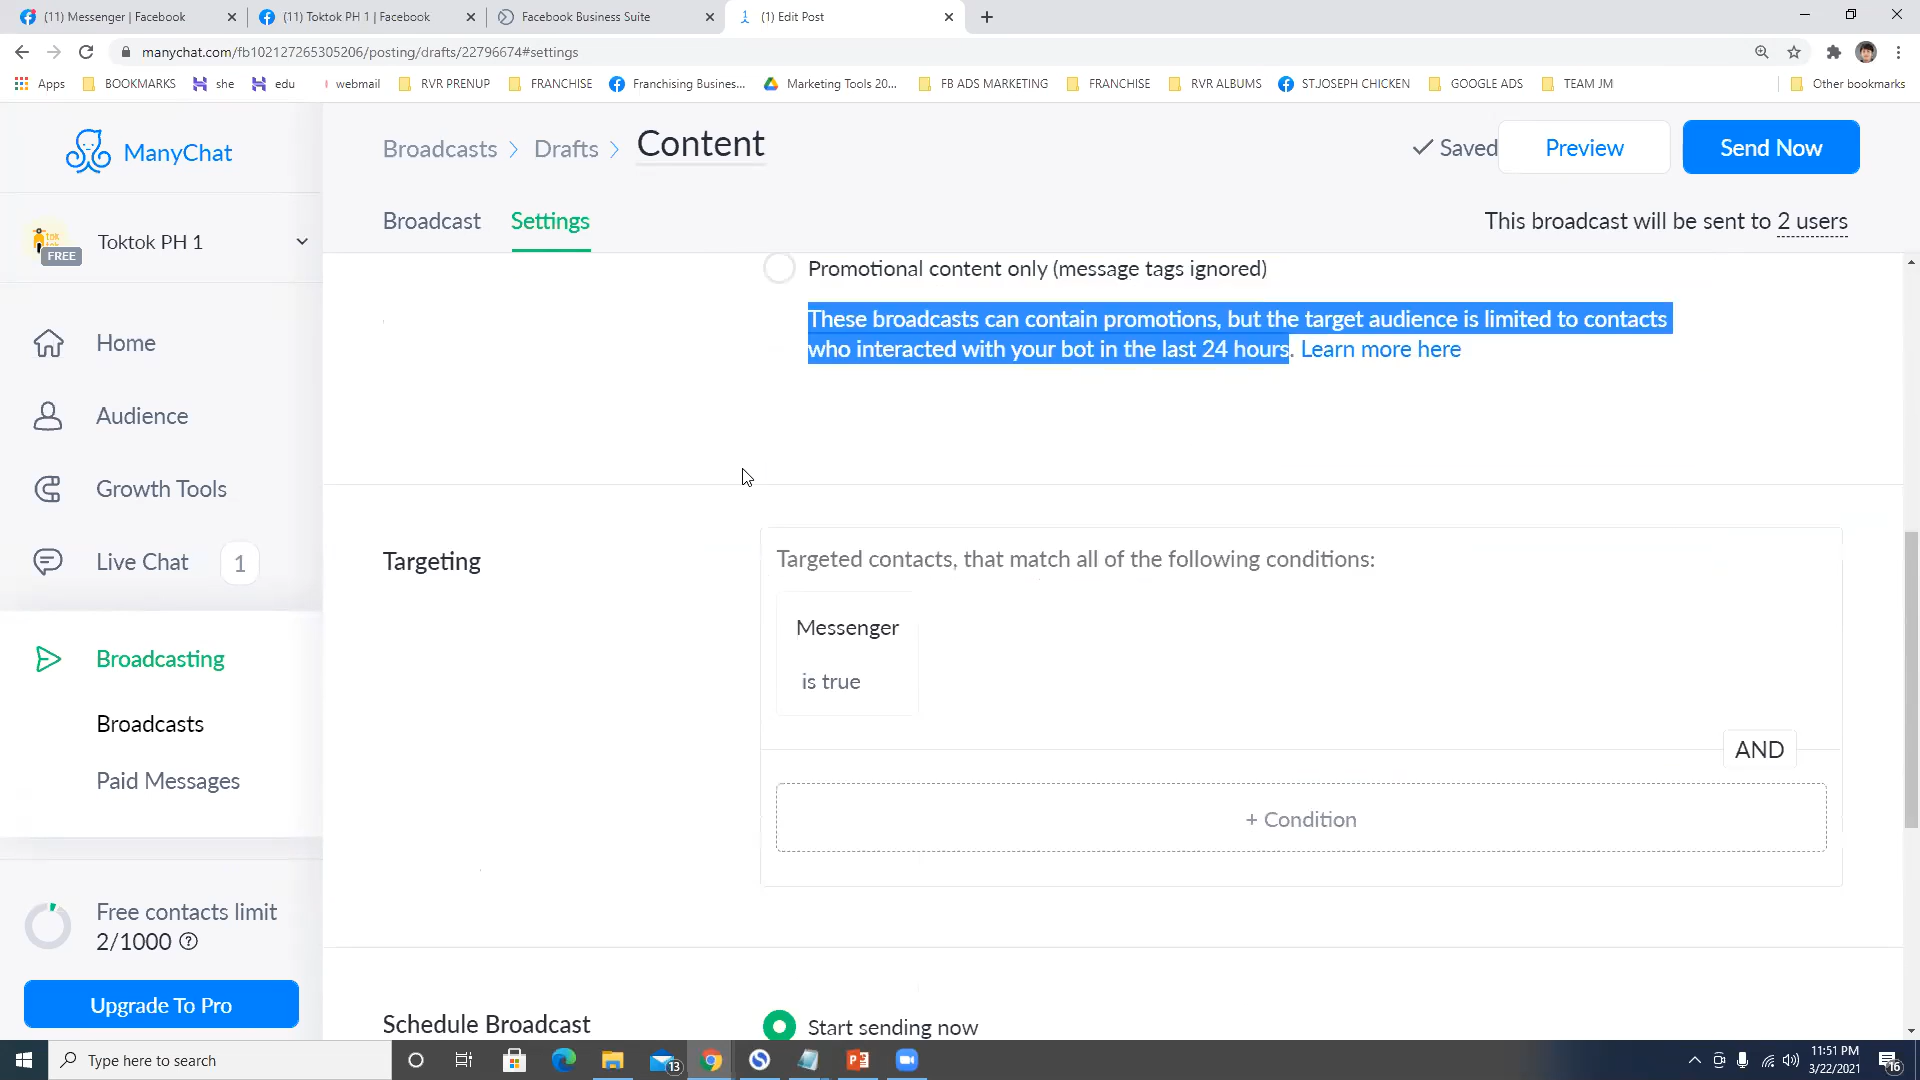 (11) Messenger | Facebook
(11) Toktok PH 1 | Facebook
Facebook Business Suite
(1) Edit Post
manychat.com/fb102127265305206/posting/drafts/22796674#settings
Apps
BOOKMARKS
she
edu
webmail
RVR PRENUP
FRANCHISE
Franchising Busines...
Marketing Tools 20...
FB ADS MARKETING
FRANCHISE
RVR ALBUMS
ST.JOSEPH CHICKEN
GOOGLE ADS
TEAM JM
Other bookmarks
ManyChat
Broadcasts > Drafts > Content
Saved
Preview
Send Now
Toktok PH 1
FREE
Broadcast
Settings
This broadcast will be sent to 2 users
Promotional content only (message tags ignored)
These broadcasts can contain promotions, but the target audience is limited to contacts
who interacted with your bot in the last 24 hours. Learn more here
Home
Audience
Growth Tools
Live Chat
1
Broadcasting
Broadcasts
Paid Messages
Free contacts limit
2/1000
Upgrade To Pro
Targeting
Targeted contacts, that match all of the following conditions:
Messenger
is true
AND
+ Condition
Schedule Broadcast
Start sending now
Type here to search
13
11:51 PM
3/22/2021
16